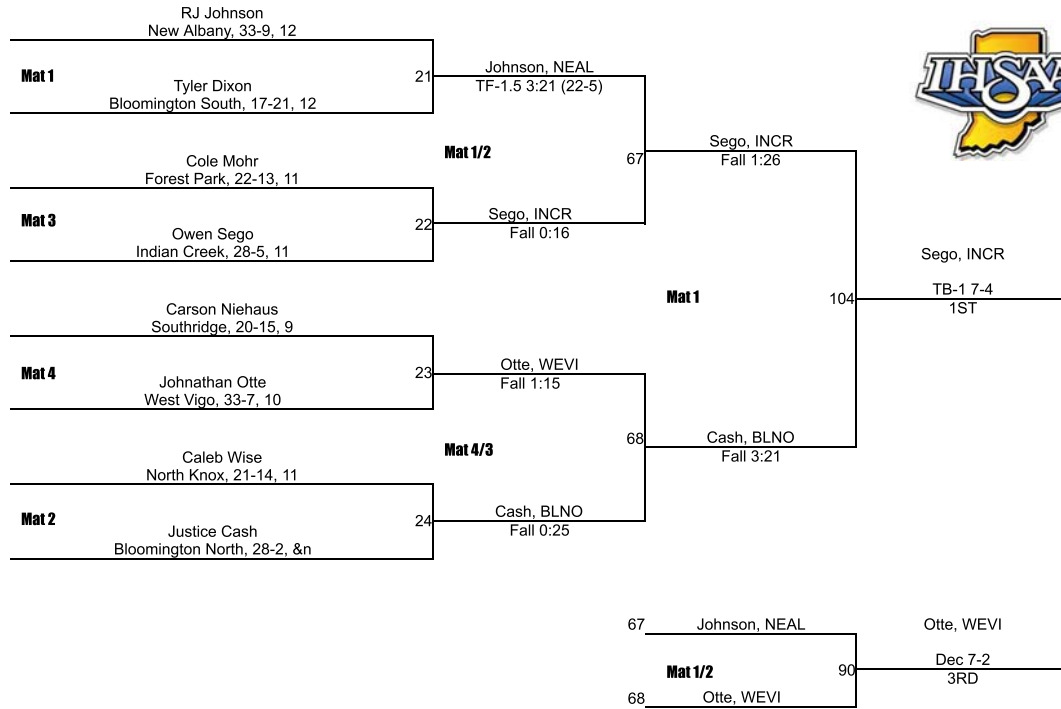 RJ Johnson
New Albany, 33-9, 12
Mat 1
21
Tyler Dixon
Bloomington South, 17-21, 12
Johnson, NEAL
TF-1.5 3:21 (22-5)
Mat 1/2
67
Cole Mohr
Forest Park, 22-13, 11
Mat 3
22
Owen Sego
Indian Creek, 28-5, 11
Sego, INCR
Fall 0:16
Sego, INCR
Fall 1:26
IHSAA
Mat 1
104
Sego, INCR
TB-1 7-4
1ST
Carson Niehaus
Southridge, 20-15, 9
Mat 4
23
Johnathan Otte
West Vigo, 33-7, 10
Otte, WEVI
Fall 1:15
Mat 4/3
68
Cash, BLNO
Fall 3:21
Caleb Wise
North Knox, 21-14, 11
Mat 2
24
Justice Cash
Bloomington North, 28-2, &n
Cash, BLNO
Fall 0:25
67
Johnson, NEAL
Mat 1/2
90
68
Otte, WEVI
Otte, WEVI
Dec 7-2
3RD